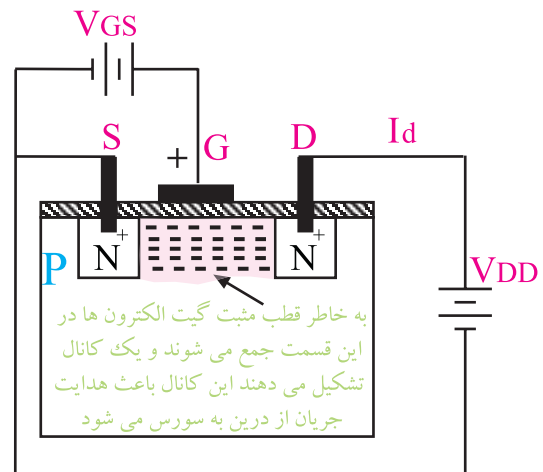 VGS
S
+
G
D
Id
N+
N+
P
VDD
به خاطر قطب مثبت گیت الکترون ها در
این قسمت جمع می شوند و یک کانال
تشکیل می دهند این کانال باعث هدایت
جریان از درین به سورس می شود